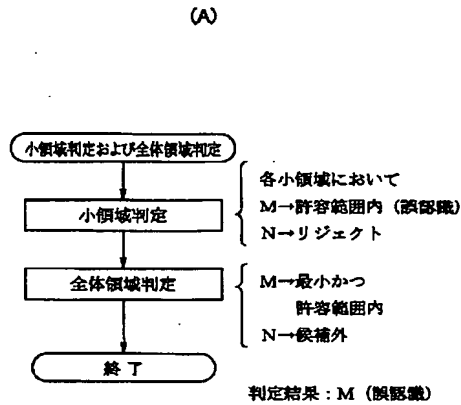 (A)
小領域判定および全体領域判定
各小領域において
M→許容範囲内（誤認識）
N→リジェクト
小領域判定
全体領域判定
M→最小かつ
許容範囲内
N→候補外
終了
判定結果：M（誤認識）